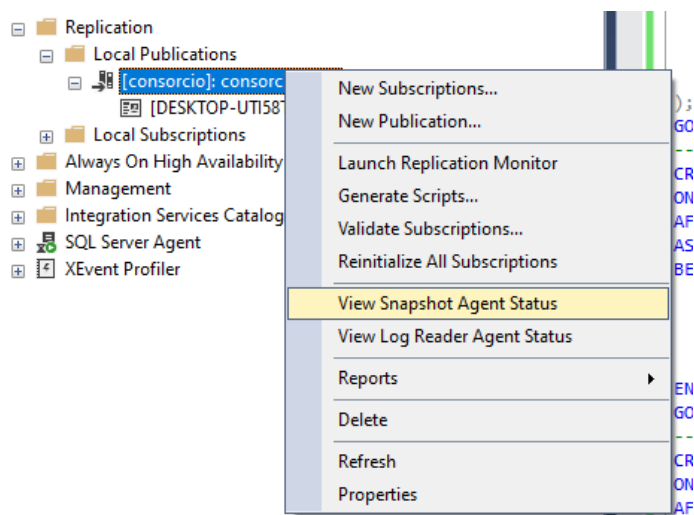 Replication
Local Publications
[consorcio]: consorc
[DESKTOP-UTI58T
Local Subscriptions
Always On High Availability
Management
Integration Services Catalog
SQL Server Agent
XEvent Profiler
New Subscriptions...
New Publication...
Launch Replication Monitor
Generate Scripts...
Validate Subscriptions...
Reinitialize All Subscriptions
View Snapshot Agent Status
View Log Reader Agent Status
Reports
Delete
Refresh
Properties
);
GO
--
CR
ON
AF
AS
BE
EN
GO
--
CR
ON
AF